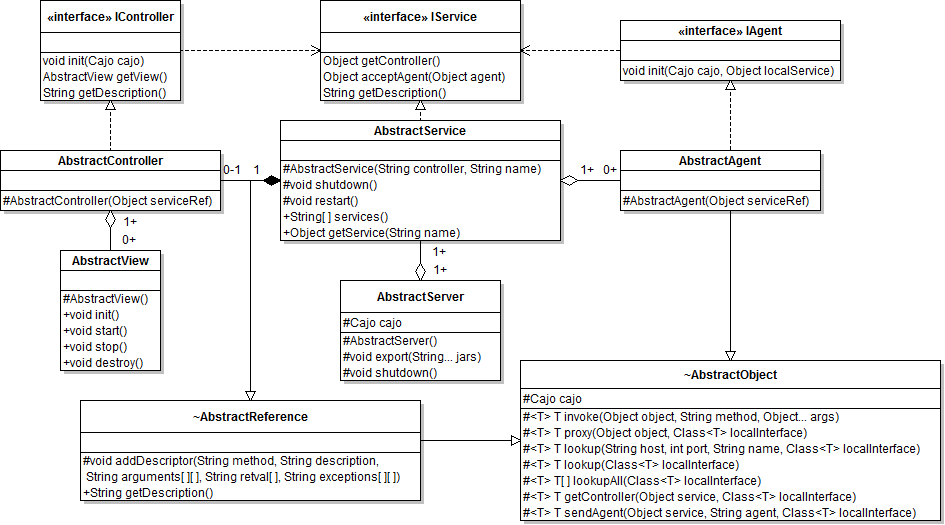 «interface» IController
void init(Cajo cajo)
AbstractView getView()
String getDescription()
«interface» IService
Object getController()
Object acceptAgent(Object agent)
String getDescription()
«interface» IAgent
void init(Cajo cajo, Object localService)
AbstractController
#AbstractController(Object serviceRef)
0-1
1
AbstractService
#AbstractService(String controller, String name)
#void shutdown()
#void restart()
+String[ ] services()
+Object getService(String name)
1+
0+
AbstractAgent
#AbstractAgent(Object serviceRef)
1+
0+
AbstractView
#AbstractView()
+void init()
+void start()
+void stop()
+void destroy()
1+
1+
AbstractServer
#Cajo cajo
#AbstractServer()
#void export(String... jars)
#void shutdown()
~AbstractReference
#void addDescriptor(String method, String description,
String arguments[ ][ ], String retval[ ], String exceptions[ ][ ])
+String getDescription()
~AbstractObject
#Cajo cajo
#<T> T invoke(Object object, String method, Object... args)
#<T> T proxy(Object object, Class<T> localInterface)
#<T> T lookup(String host, int port, String name, Class<T> localInterface)
#<T> T lookup(Class<T> localInterface)
#<T> T[ ] lookupAll(Class<T> localInterface)
#<T> T getController(Object service, Class<T> localInterface)
#<T> T sendAgent(Object service, String agent, Class<T> localInterface)